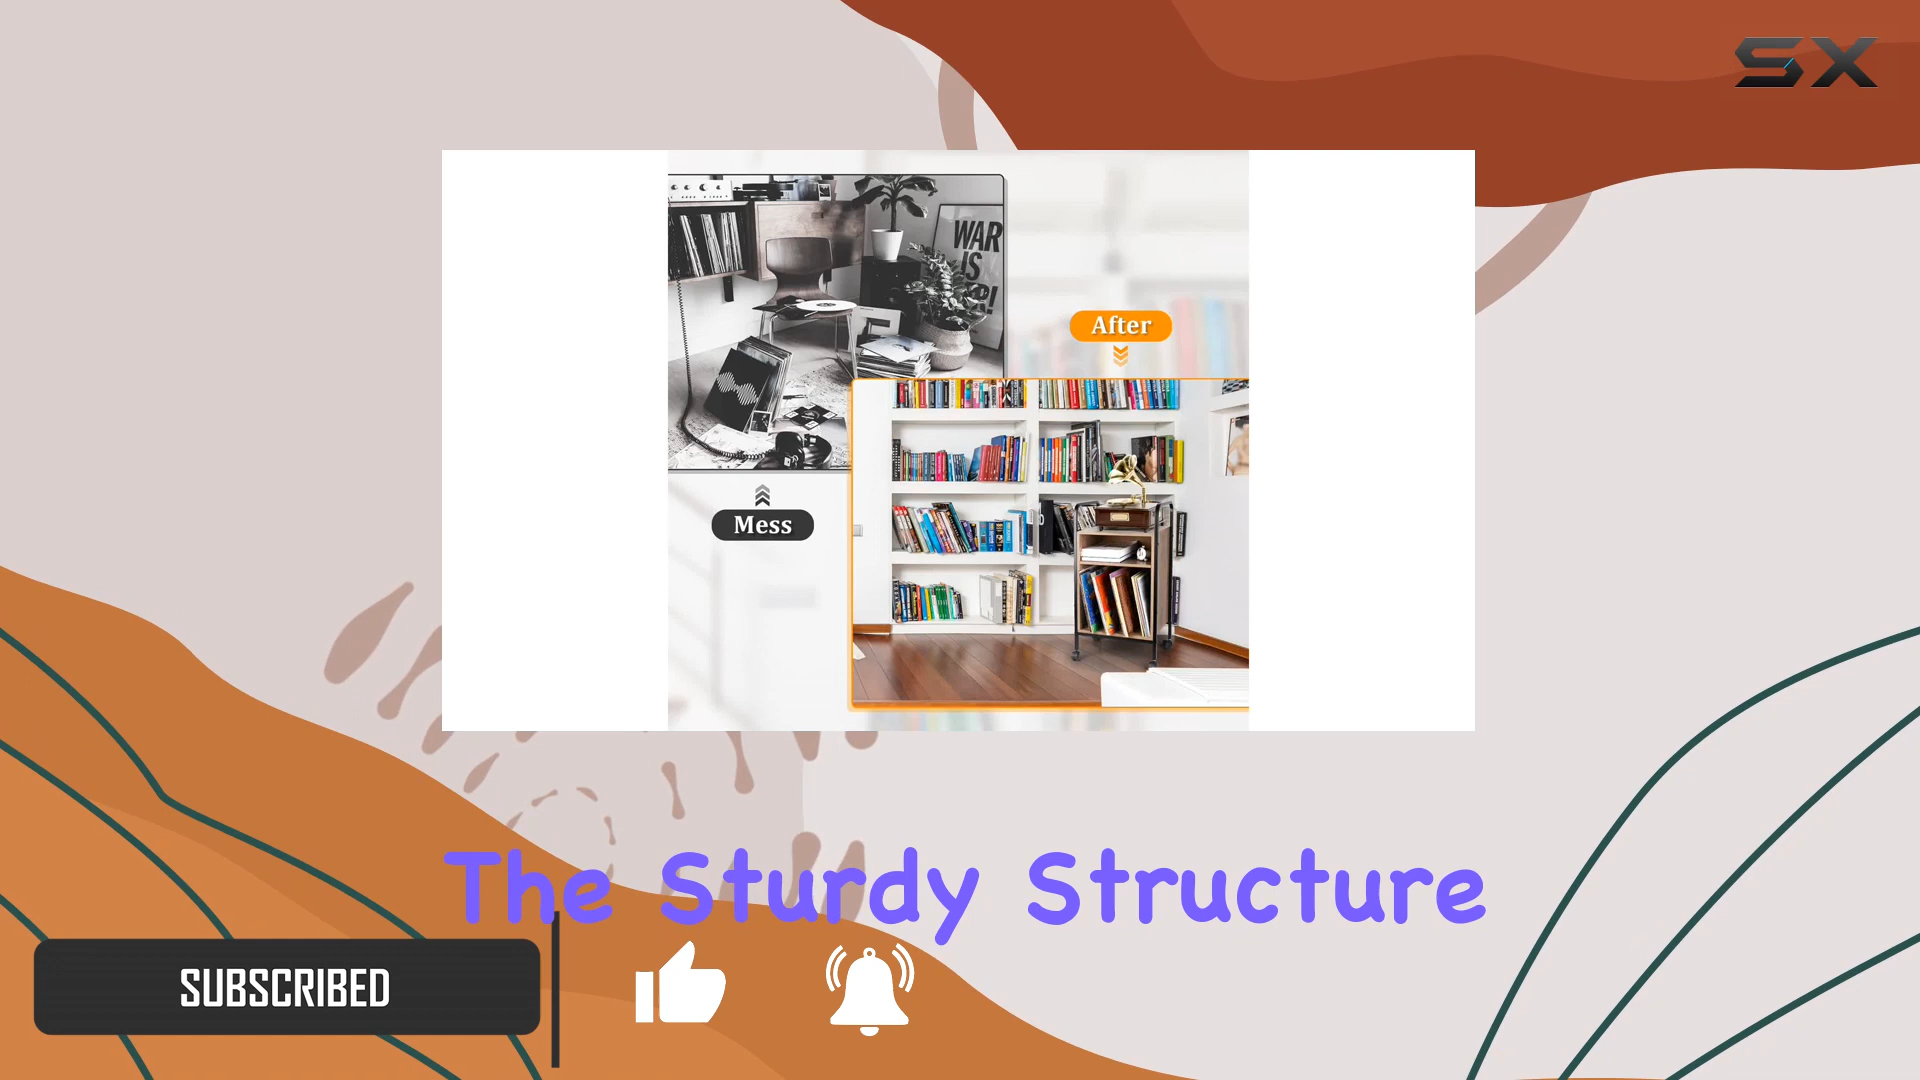 SX
WAR
IS
After
Mess
The Sturdy Structure
SUBSCRIBED